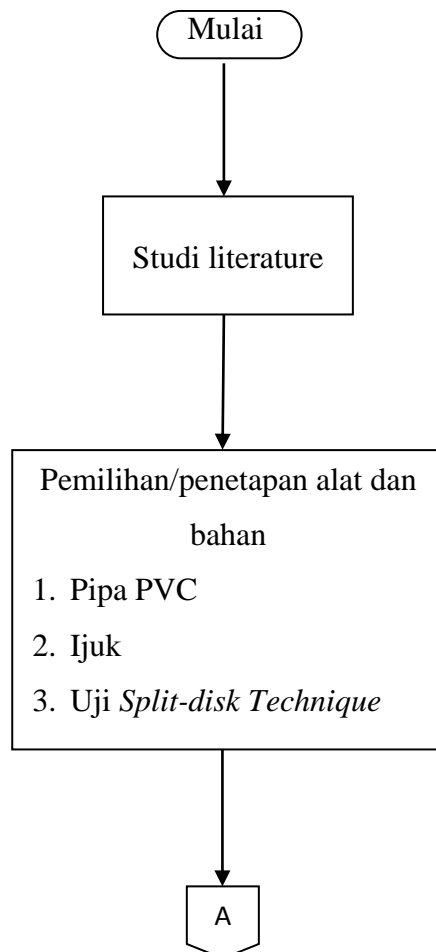 Mulai
Studi literature
Pemilihan/penetapan alat dan
bahan
1. Pipa PVC
2. Ijuk
3. Uji Split-disk Technique
A